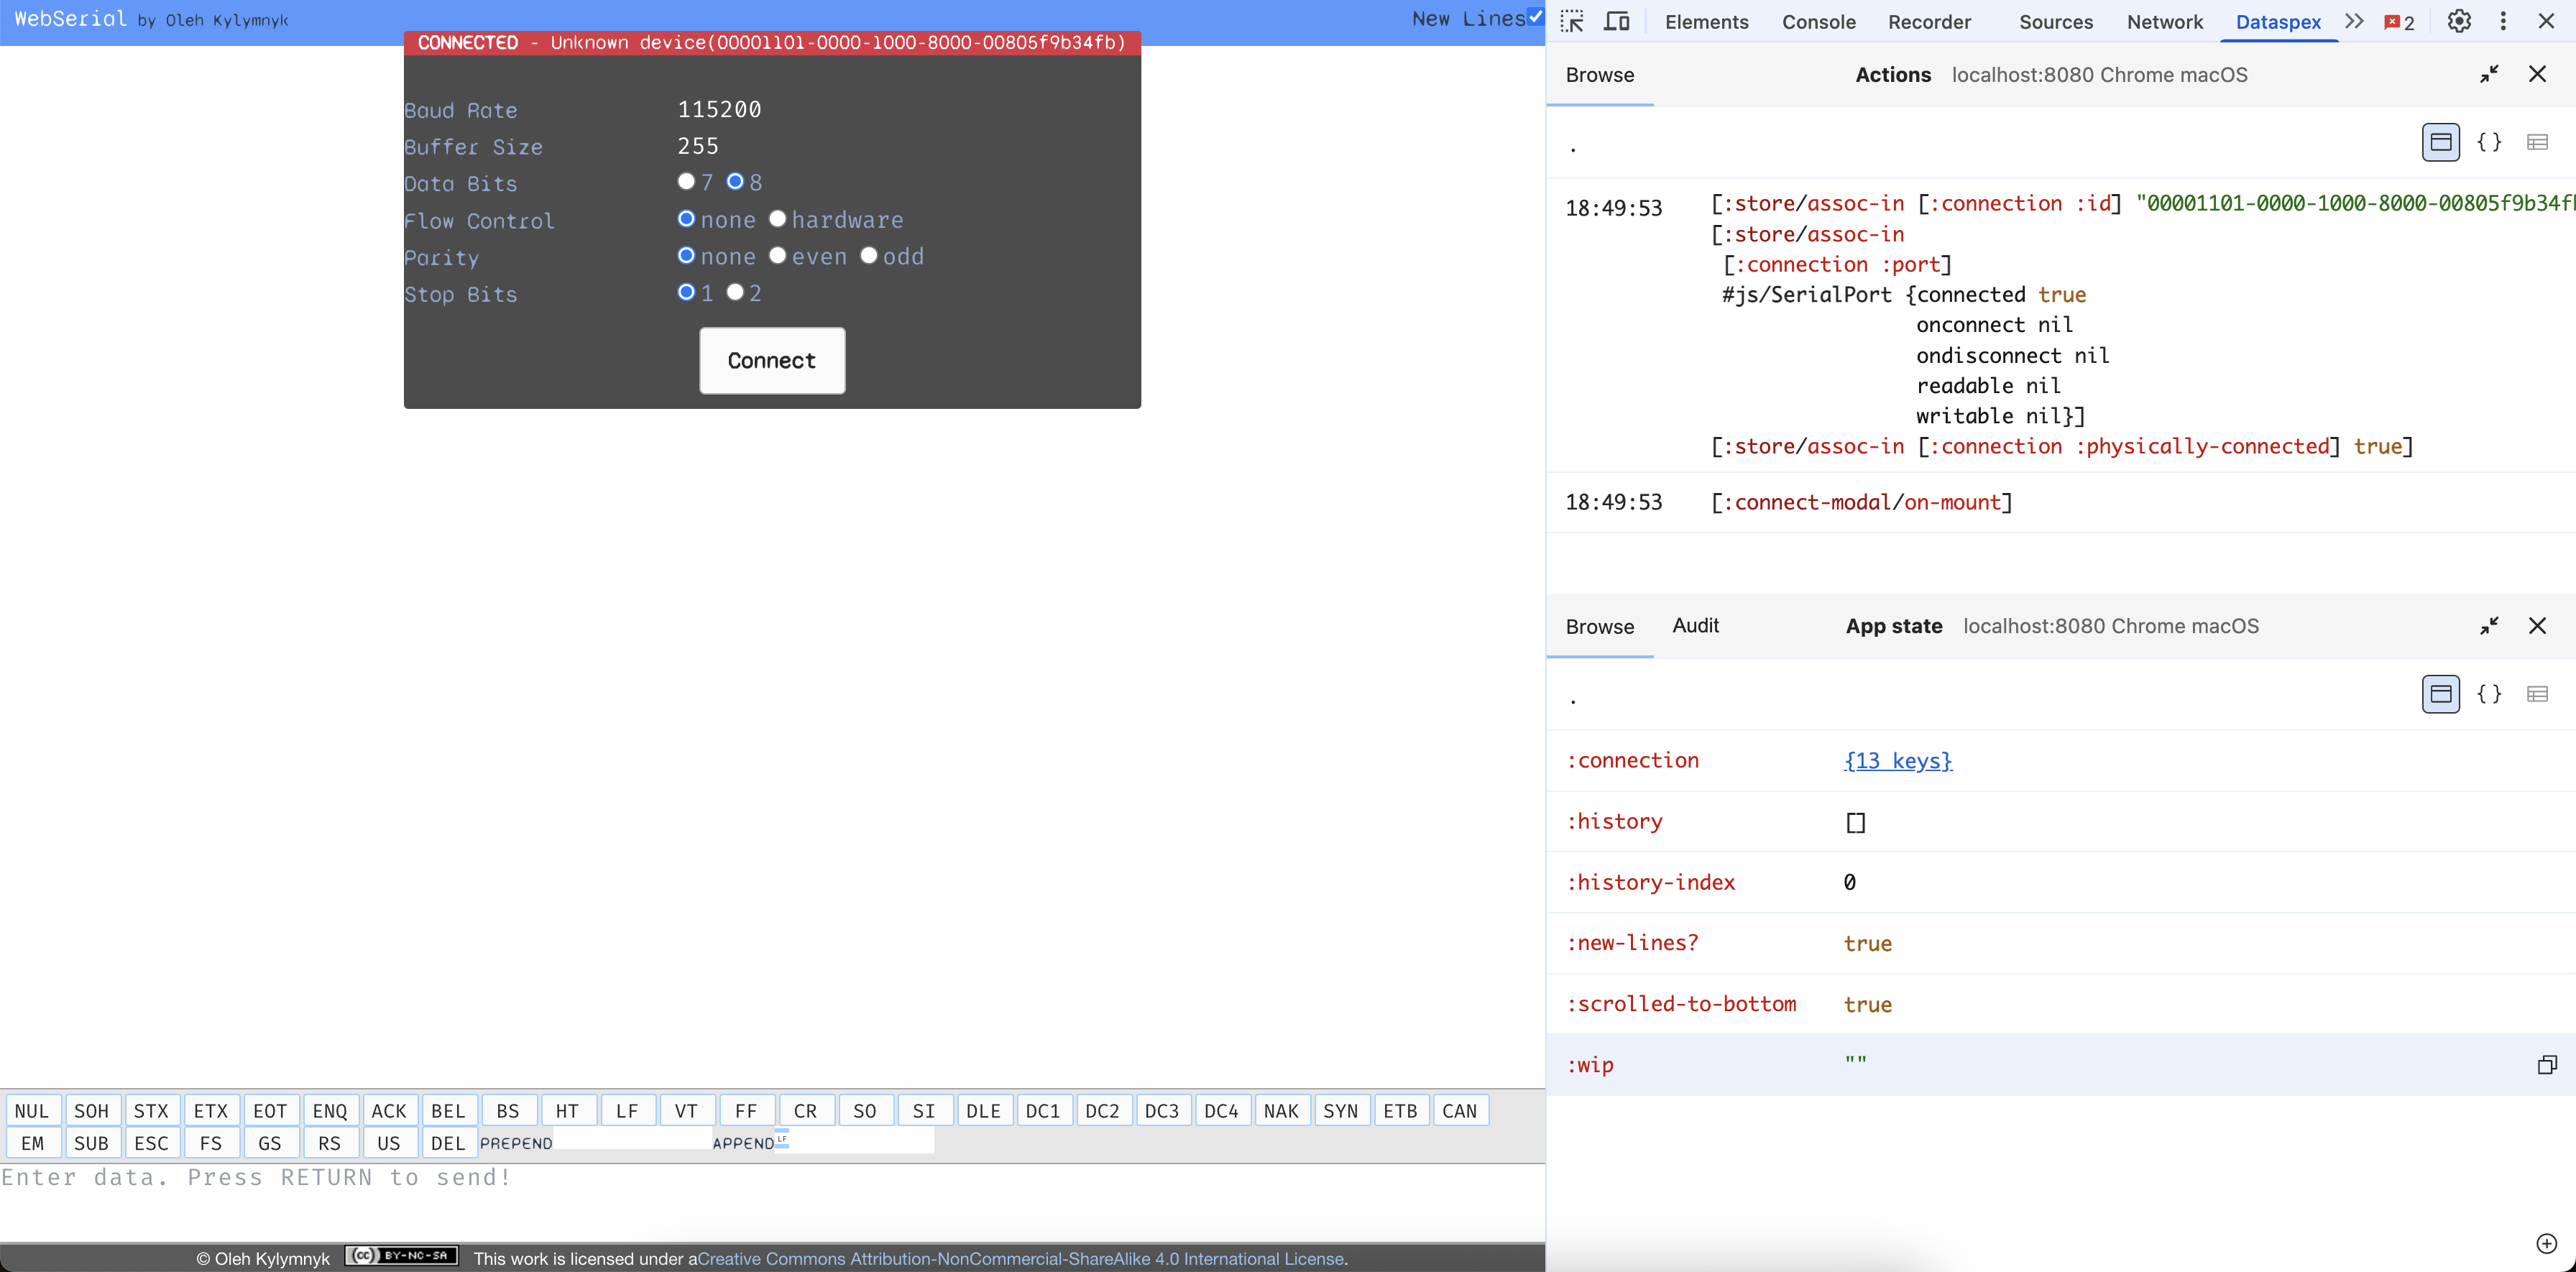 WebSerial by Oleh Kylymnyk
New Lines
CONNECTED - Unknown device(00001101-0000-1000-8000-00805f9b34fb)
Baud Rate 115200
Buffer Size 255
Data Bits 7 8
Flow Control none hardware
Parity none even odd
Stop Bits 1 2
Connect
NUL SOH STX ETX EOT ENQ ACK BEL BS HT LF VT FF CR SO SI DLE DC1 DC2 DC3 DC4 NAK SYN ETB CAN
EM SUB ESC FS GS RS US DEL PREPEND APPEND LF
Enter data. Press RETURN to send!
© Oleh Kylymnyk (cc) BY-NC-SA This work is licensed under aCreative Commons Attribution-NonCommercial-ShareAlike 4.0 International License.
Elements Console Recorder Sources Network Dataspex 2
Browse Actions localhost:8080 Chrome macOS
.
{ }
18:49:53 [:store/assoc-in [:connection :id] "00001101-0000-1000-8000-00805f9b34f
[:store/assoc-in
[:connection :port]
#js/SerialPort {connected true
onconnect nil
ondisconnect nil
readable nil
writable nil}]
[:store/assoc-in [:connection :physically-connected] true]
18:49:53 [:connect-modal/on-mount]
Browse Audit App state localhost:8080 Chrome macOS
.
{ }
:connection {13 keys}
:history []
:history-index 0
:new-lines? true
:scrolled-to-bottom true
:wip ""